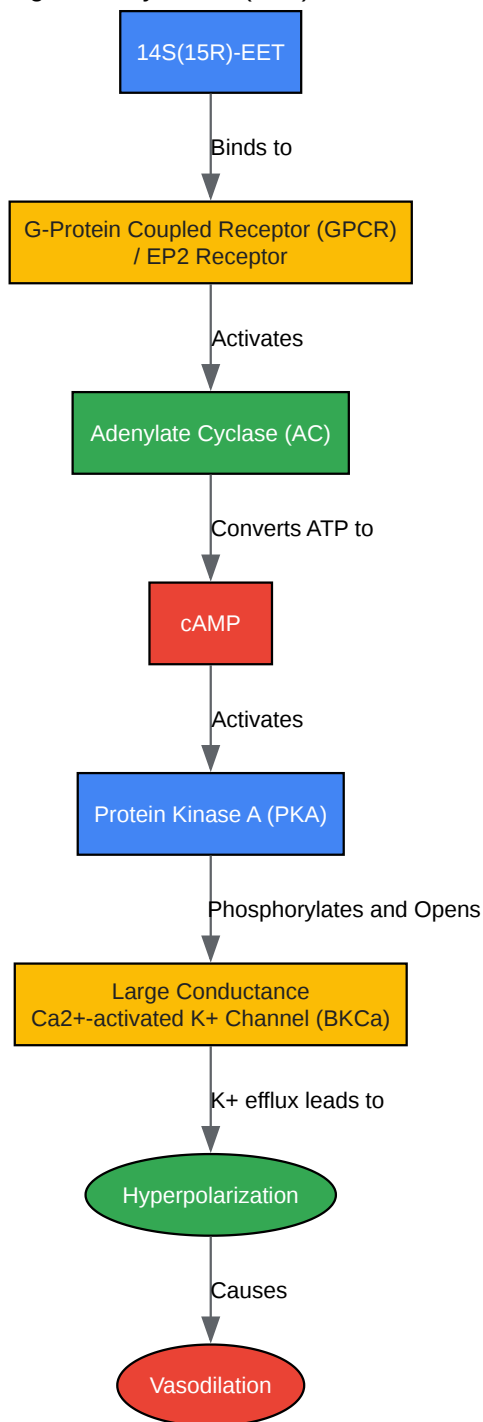 14S(15R)-EET
Binds to
G-Protein Coupled Receptor (GPCR)
/ EP2 Receptor
Activates
Adenylate Cyclase (AC)
Converts ATP to
cAMP
Activates
Protein Kinase A (PKA)
Phosphorylates and Opens
Large Conductance
Ca2+-activated K+ Channel (BKCa)
K+ efflux leads to
Hyperpolarization
Causes
Vasodilation